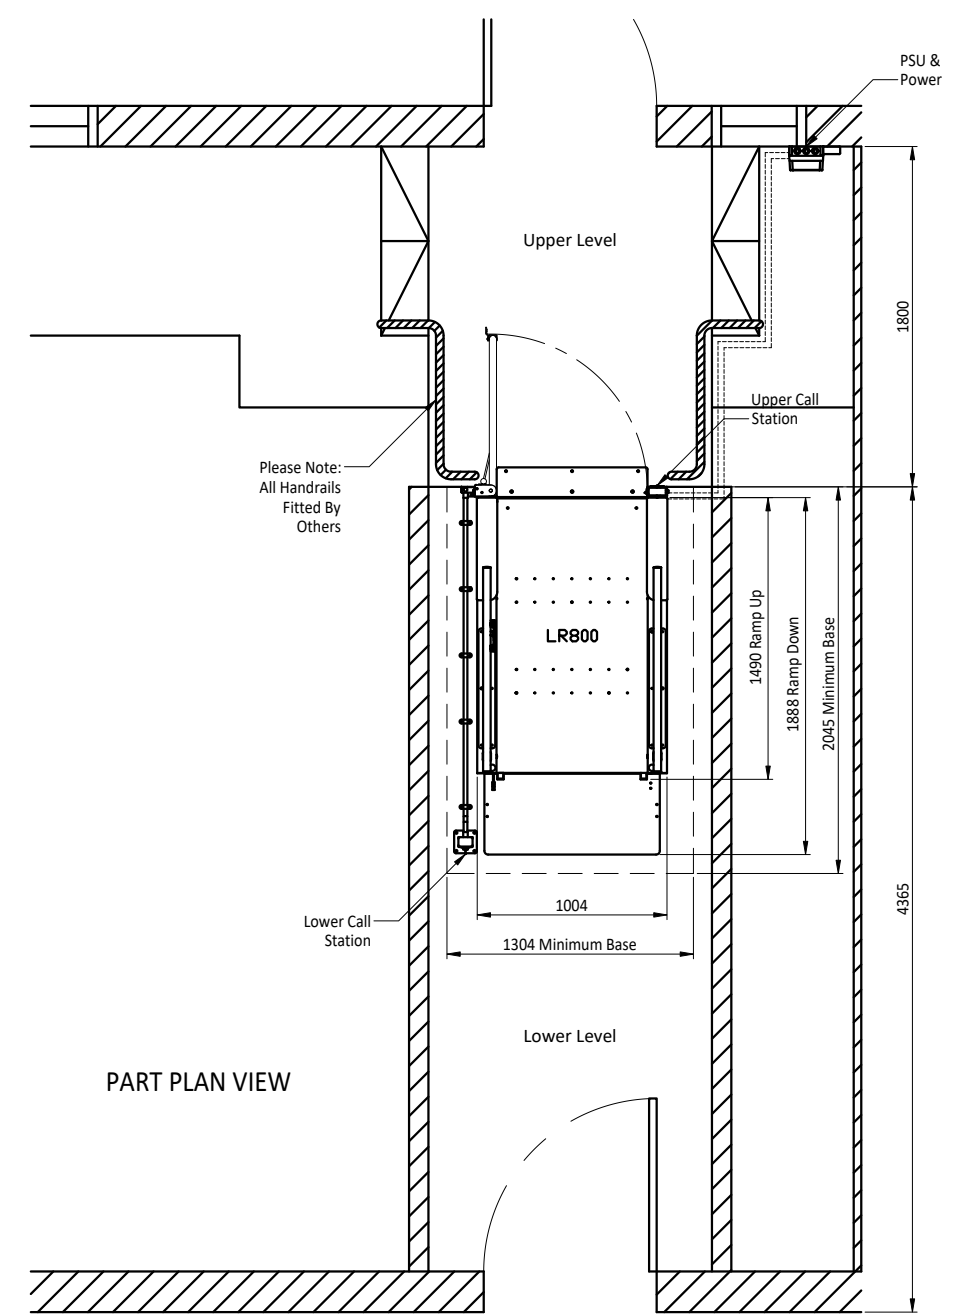 PSU &
Power
Upper Level
1800
Upper Call
Station
Please Note:
All Handrails
Fitted By
Others
LR800
1490 Ramp Up
1888 Ramp Down
2045 Minimum Base
4365
1004
Lower Call
Station
1304 Minimum Base
Lower Level
PART PLAN VIEW